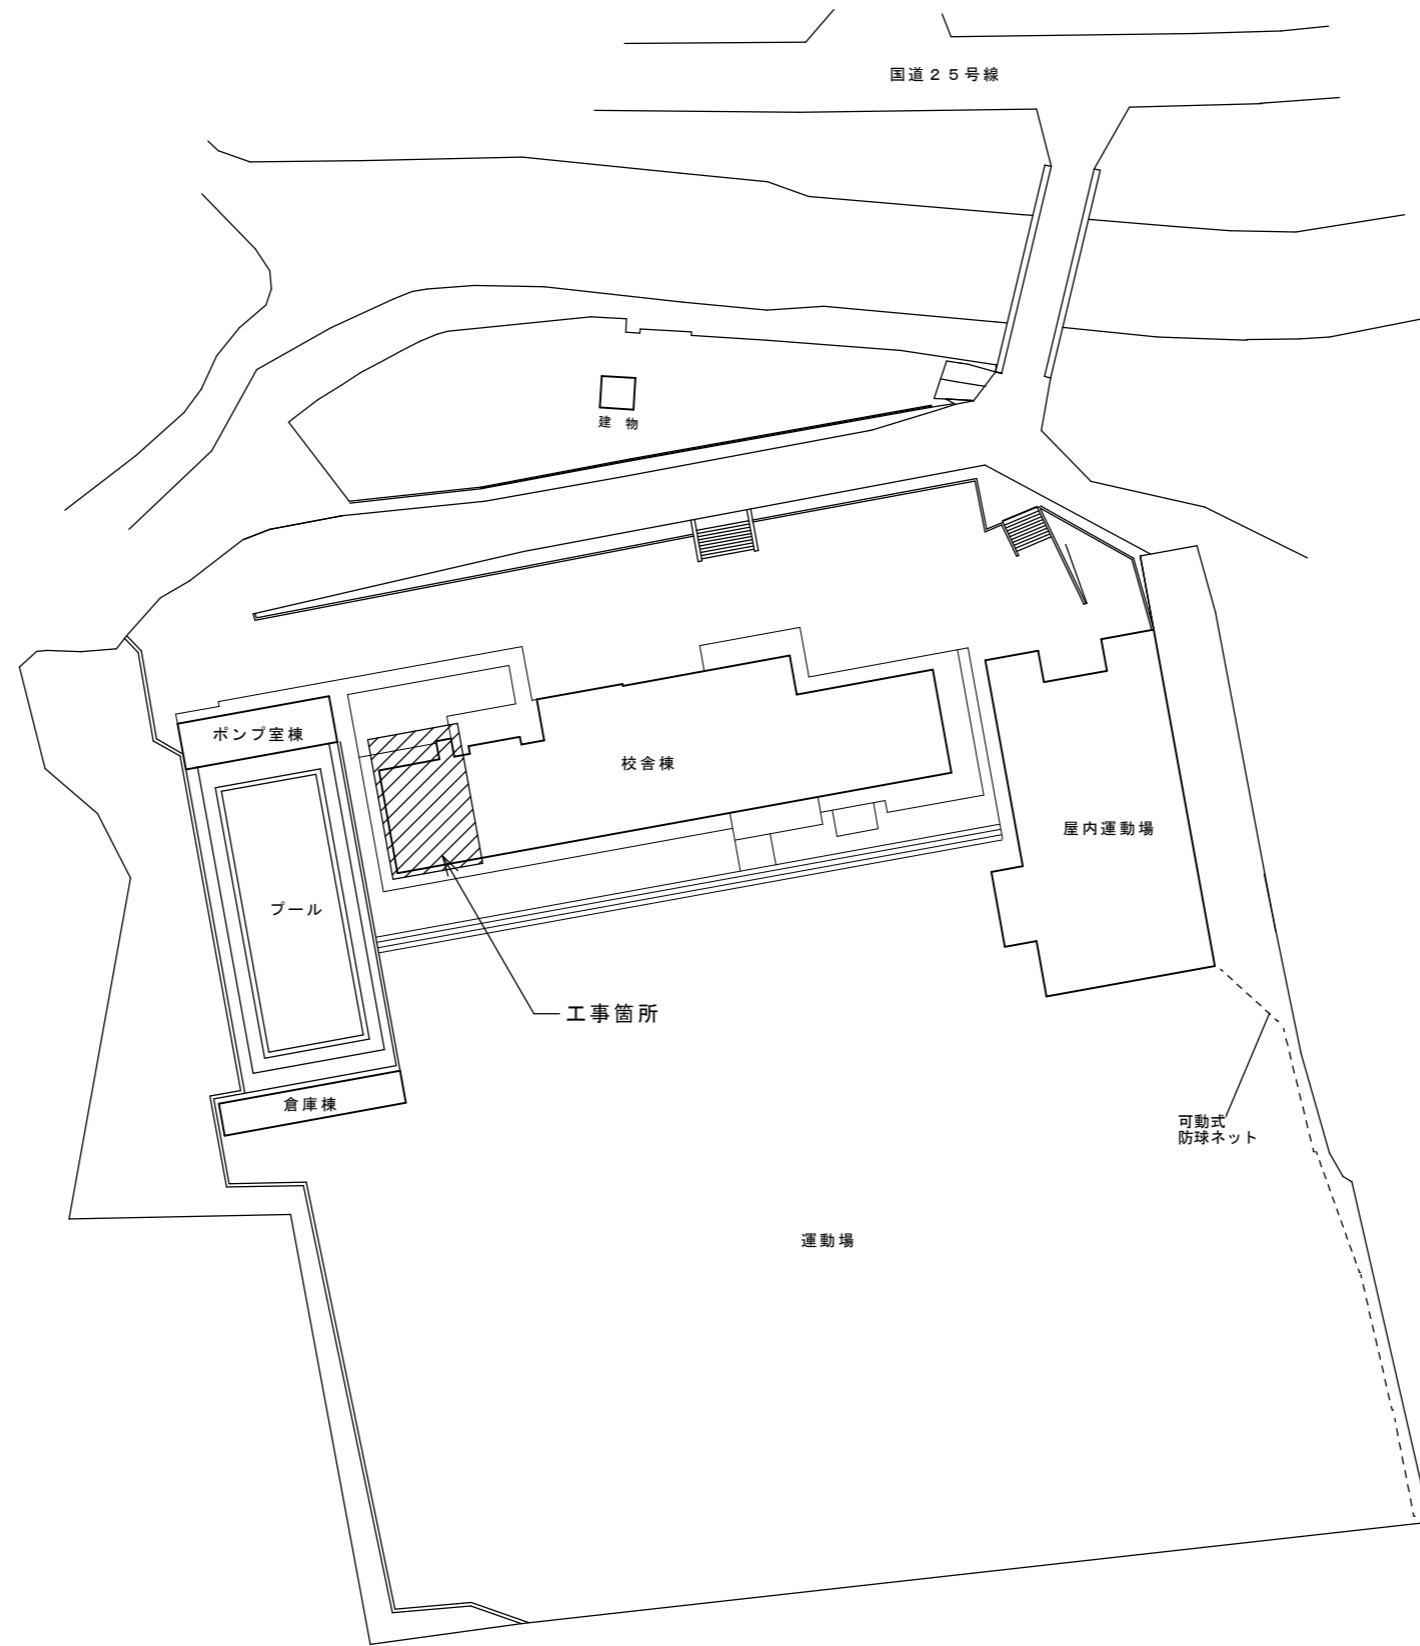 国道２５号線
建 物
ポンプ室棟
校舎棟
屋内運動場
プール
工事箇所
倉庫棟
可動式
防球ネット
運動場